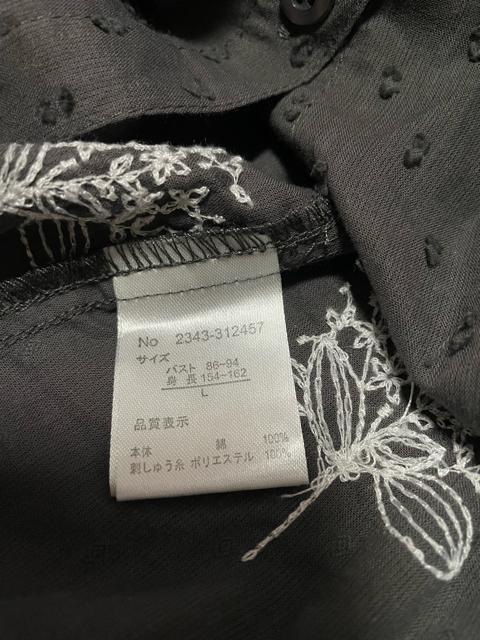 No 2343-312457
サイズ
バスト 86-94
身 長 154-162
L
品質表示
本体 綿 100%
刺しゅう糸 ポリエステル 100%